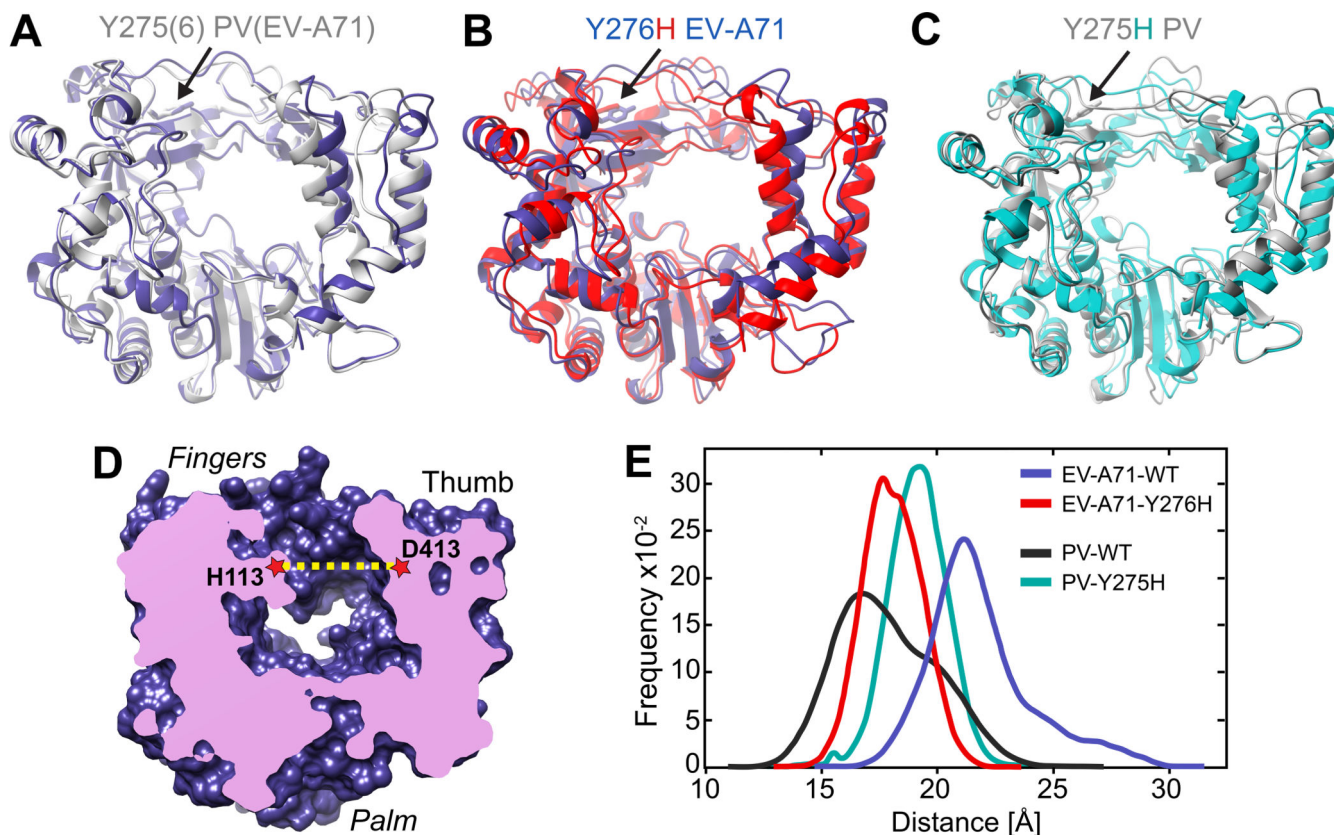 A
Y275(6) PV(EV-A71)
B
Y276H EV-A71
C
Y275H PV
D
Fingers
Thumb
H113
D413
Palm
E
EV-A71-WT
EV-A71-Y276H
PV-WT
PV-Y275H
Frequency x10⁻²
30
25
20
15
10
5
0
10
15
20
25
30
Distance [Å]